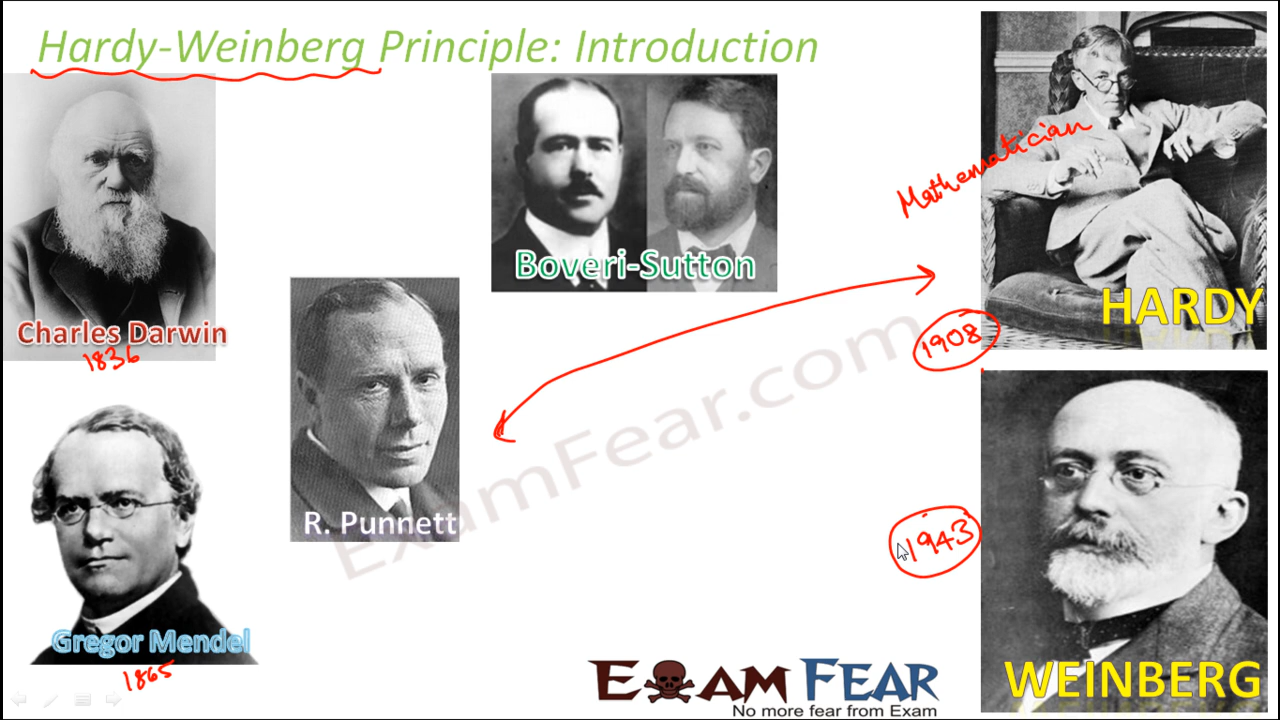 Hardy-Weinberg Principle: Introduction
Charles Darwin
1836
Boveri-Sutton
Mathematician
HARDY
1908
R. Punnett
ExamFear.com
1943
Gregor Mendel
1865
WEINBERG
EXAM FEAR
No more fear from Exam